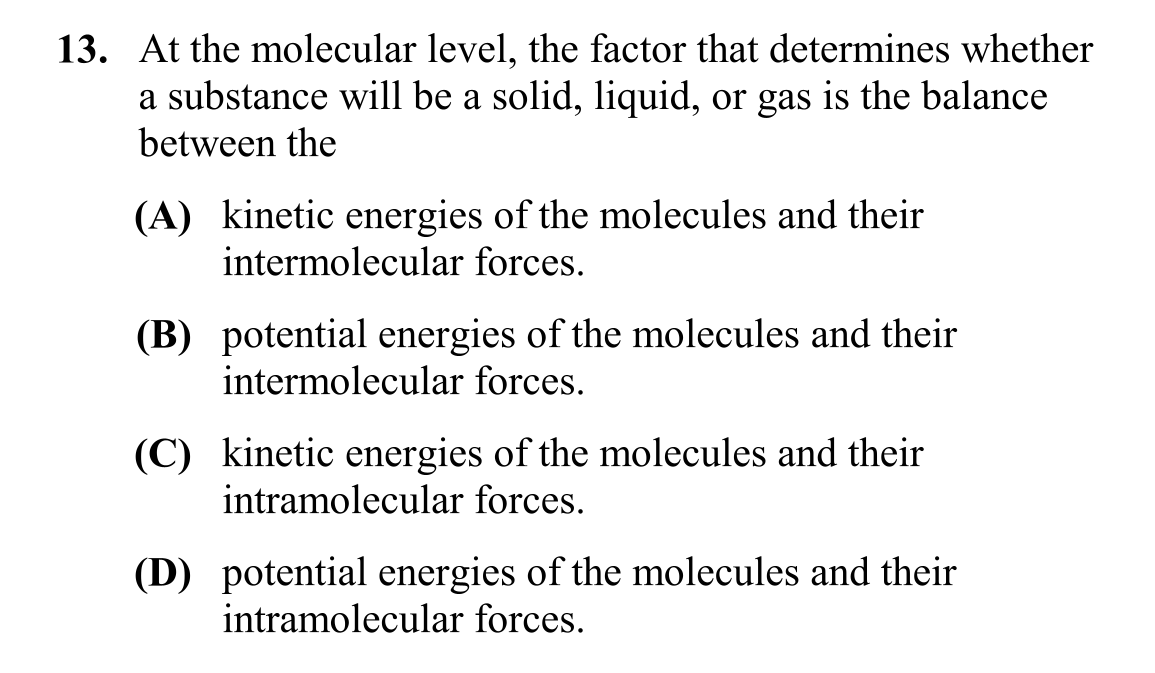 13. At the molecular level, the factor that determines whether
a substance will be a solid, liquid, or gas is the balance
between the
(A) kinetic energies of the molecules and their
intermolecular forces.
(B) potential energies of the molecules and their
intermolecular forces.
(C) kinetic energies of the molecules and their
intramolecular forces.
(D) potential energies of the molecules and their
intramolecular forces.